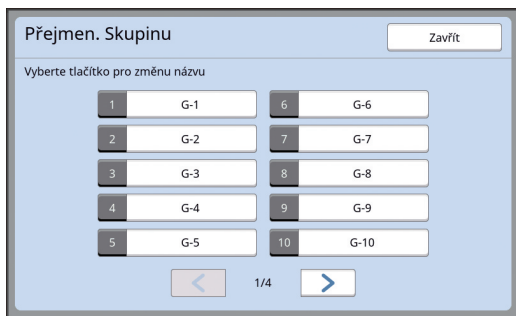 Přejmen. Skupinu
Zavřít
Vyberte tlačítko pro změnu názvu
1 G-1
2 G-2
3 G-3
4 G-4
5 G-5
6 G-6
7 G-7
8 G-8
9 G-9
10 G-10
1/4